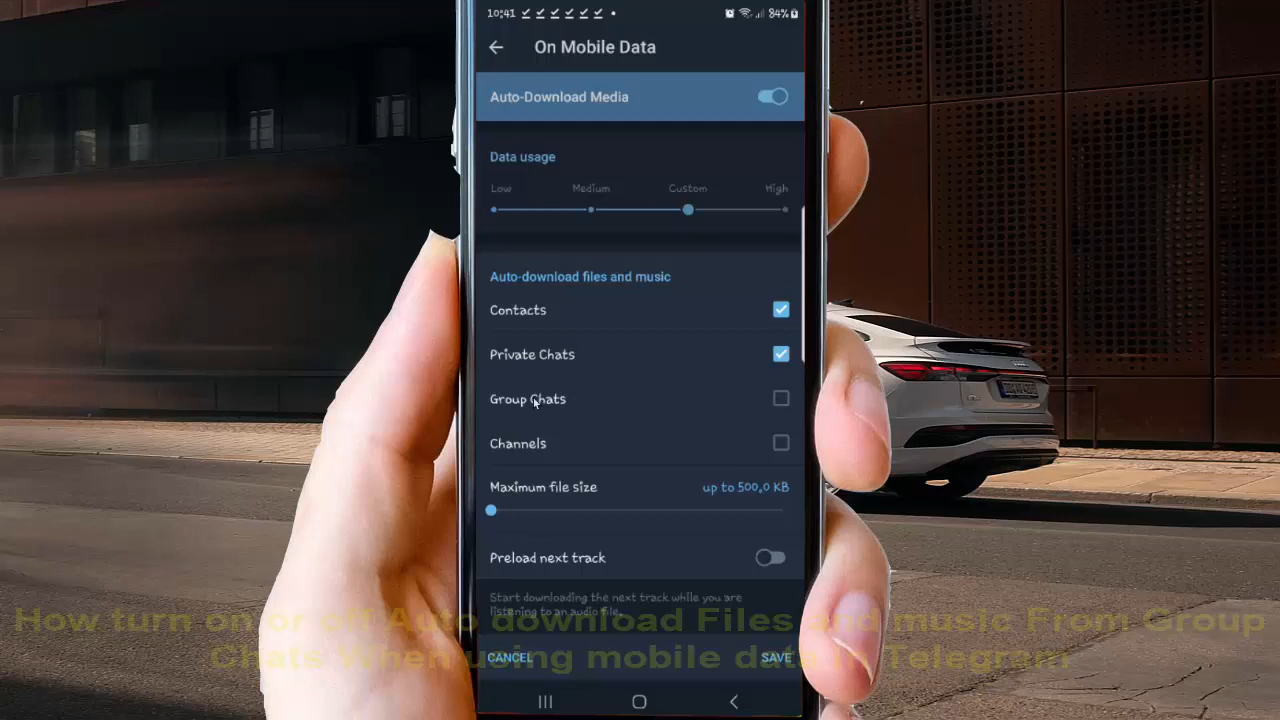 10:41
84%
On Mobile Data
Auto-Download Media
Data usage
Low Medium Custom High
Auto-download files and music
Contacts
Private Chats
Group Chats
Channels
Maximum file size up to 500,0 KB
Preload next track
Start downloading the next track while you are
listening to an audio file.
How turn on or off Auto download Files and music From Group
Chats When using mobile data in Telegram
CANCEL SAVE